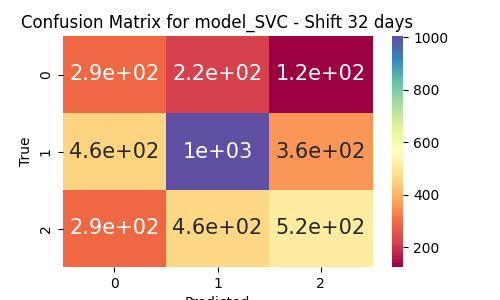 Confusion Matrix for model_SVC - Shift 32 days
0 2.9e+02 2.2e+02 1.2e+02
1 4.6e+02 1e+03 3.6e+02
2 2.9e+02 4.6e+02 5.2e+02
0 1 2
True
Predicted
1000
800
600
400
200